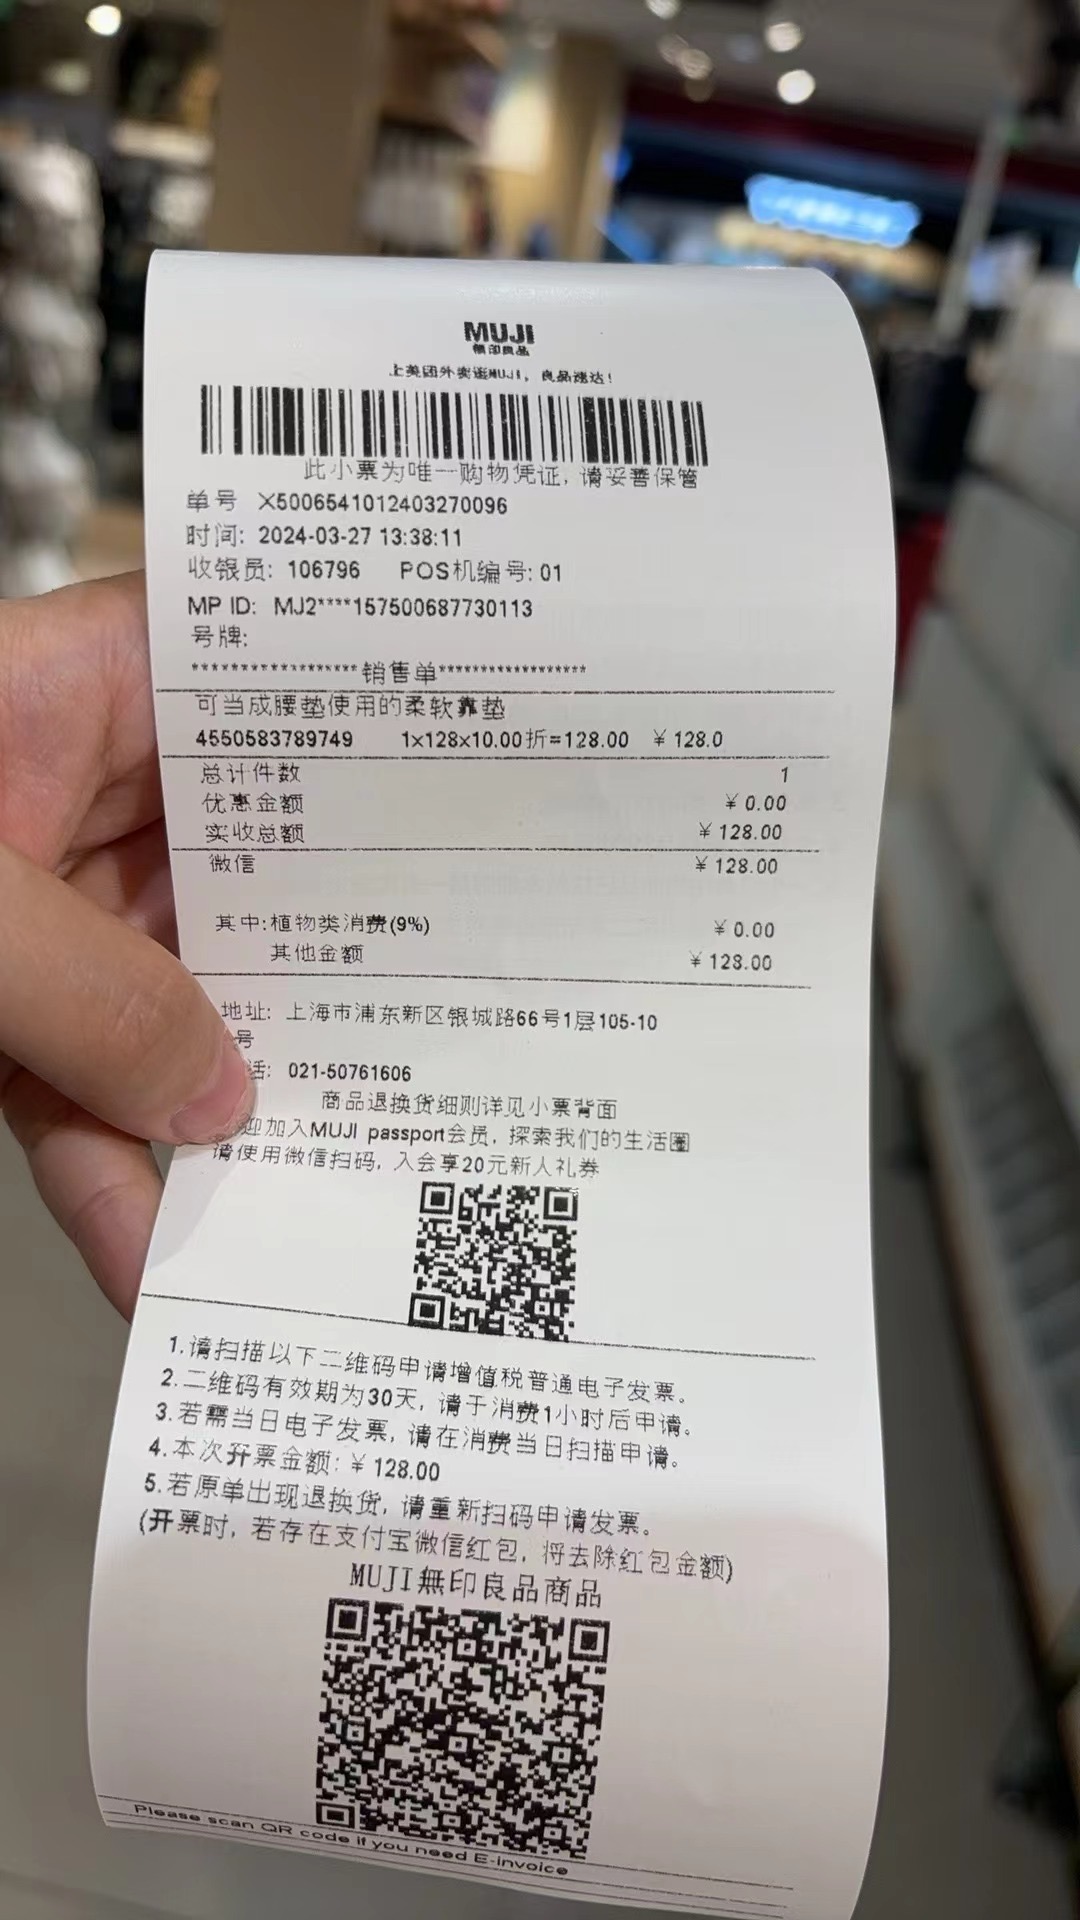 MUJI
無印良品
上美团外卖逛MUJI，良品速达！
此小票为唯一购物凭证，请妥善保管
单号 X5006541012403270096
时间: 2024-03-27 13:38:11
收银员: 106796 POS机编号: 01
MP ID: MJ2****157500687730113
号牌:
******************销售单******************
可当成腰垫使用的柔软靠垫
4550583789749 1×128×10.00折=128.00 ￥128.0
总计件数 1
优惠金额 ￥0.00
实收总额 ￥128.00
微信 ￥128.00
其中:植物类消费(9%) ￥0.00
其他金额 ￥128.00
地址: 上海市浦东新区银城路66号1层105-10
号
话: 021-50761606
商品退换货细则详见小票背面
迎加入MUJI passport会员, 探索我们的生活圈
请使用微信扫码, 入会享20元新人礼券
1.请扫描以下二维码申请增值税普通电子发票。
2.二维码有效期为30天, 请于消费1小时后申请。
3.若需当日电子发票, 请在消费当日扫描申请。
4.本次开票金额: ￥128.00
5.若原单出现退换货, 请重新扫码申请发票。
(开票时, 若存在支付宝微信红包, 将去除红包金额)
MUJI無印良品商品
Please scan QR code if you need E-invoice